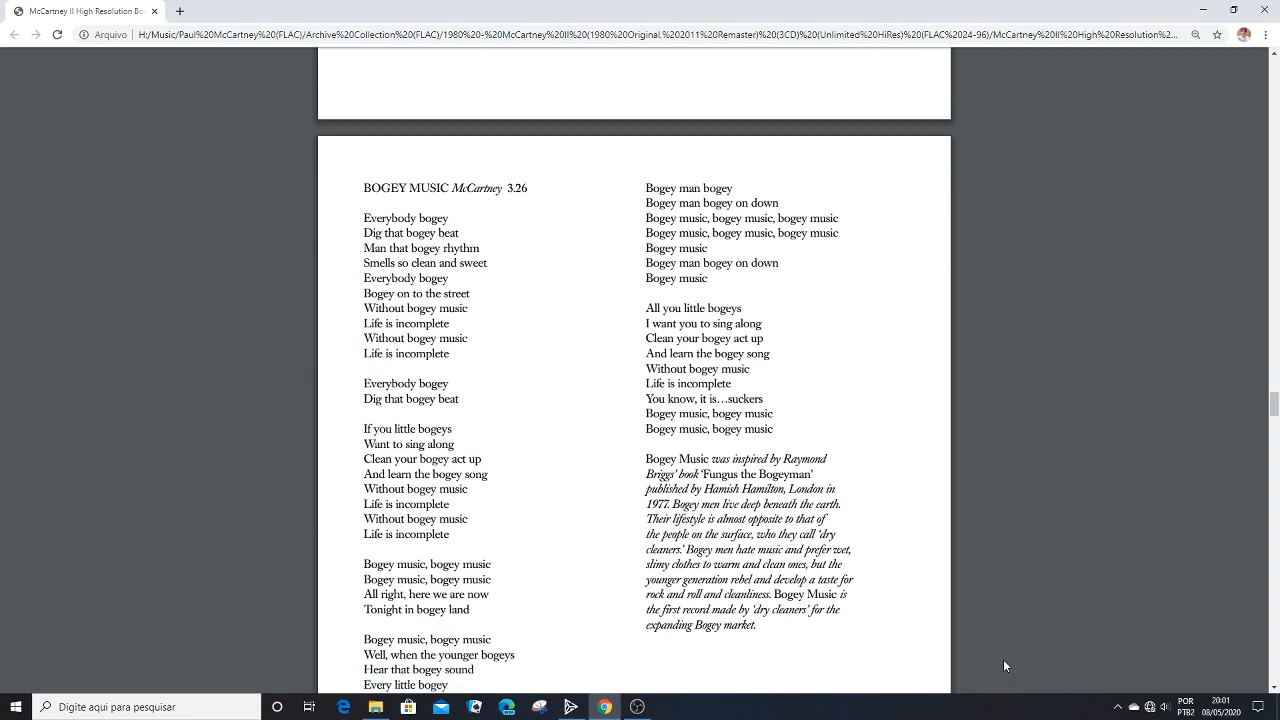 McCartney II High Resolution Bo
Arquivo
H:/Music/Paul%20McCartney%20(FLAC)/Archive%20Collection%20(FLAC)/1980%20-%20McCartney%20II%20(1980%20Original,%202011%20Remaster)%20(3CD)%20(Unlimited%20HiRes)%20(FLAC%2024-96)/McCartney%20II%20High%20Resolution%2...
BOGEY MUSIC McCartney 3.26
Everybody bogey
Dig that bogey beat
Man that bogey rhythm
Smells so clean and sweet
Everybody bogey
Bogey on to the street
Without bogey music
Life is incomplete
Without bogey music
Life is incomplete
Everybody bogey
Dig that bogey beat
If you little bogeys
Want to sing along
Clean your bogey act up
And learn the bogey song
Without bogey music
Life is incomplete
Without bogey music
Life is incomplete
Bogey music, bogey music
Bogey music, bogey music
All right, here we are now
Tonight in bogey land
Bogey music, bogey music
Well, when the younger bogeys
Hear that bogey sound
Every little bogey
Bogey man bogey
Bogey man bogey on down
Bogey music, bogey music, bogey music
Bogey music, bogey music, bogey music
Bogey music
Bogey man bogey on down
Bogey music
All you little bogeys
I want you to sing along
Clean your bogey act up
And learn the bogey song
Without bogey music
Life is incomplete
You know, it is…suckers
Bogey music, bogey music
Bogey music, bogey music
Bogey Music was inspired by Raymond
Briggs’ book ‘Fungus the Bogeyman’
published by Hamish Hamilton, London in
1977. Bogey men live deep beneath the earth.
Their lifestyle is almost opposite to that of
the people on the surface, who they call ‘dry
cleaners.’ Bogey men hate music and prefer wet,
slimy clothes to warm and clean ones, but the
younger generation rebel and develop a taste for
rock and roll and cleanliness. Bogey Music is
the first record made by ‘dry cleaners’ for the
expanding Bogey market.
Digite aqui para pesquisar
POR
PTB2
20:01
08/05/2020